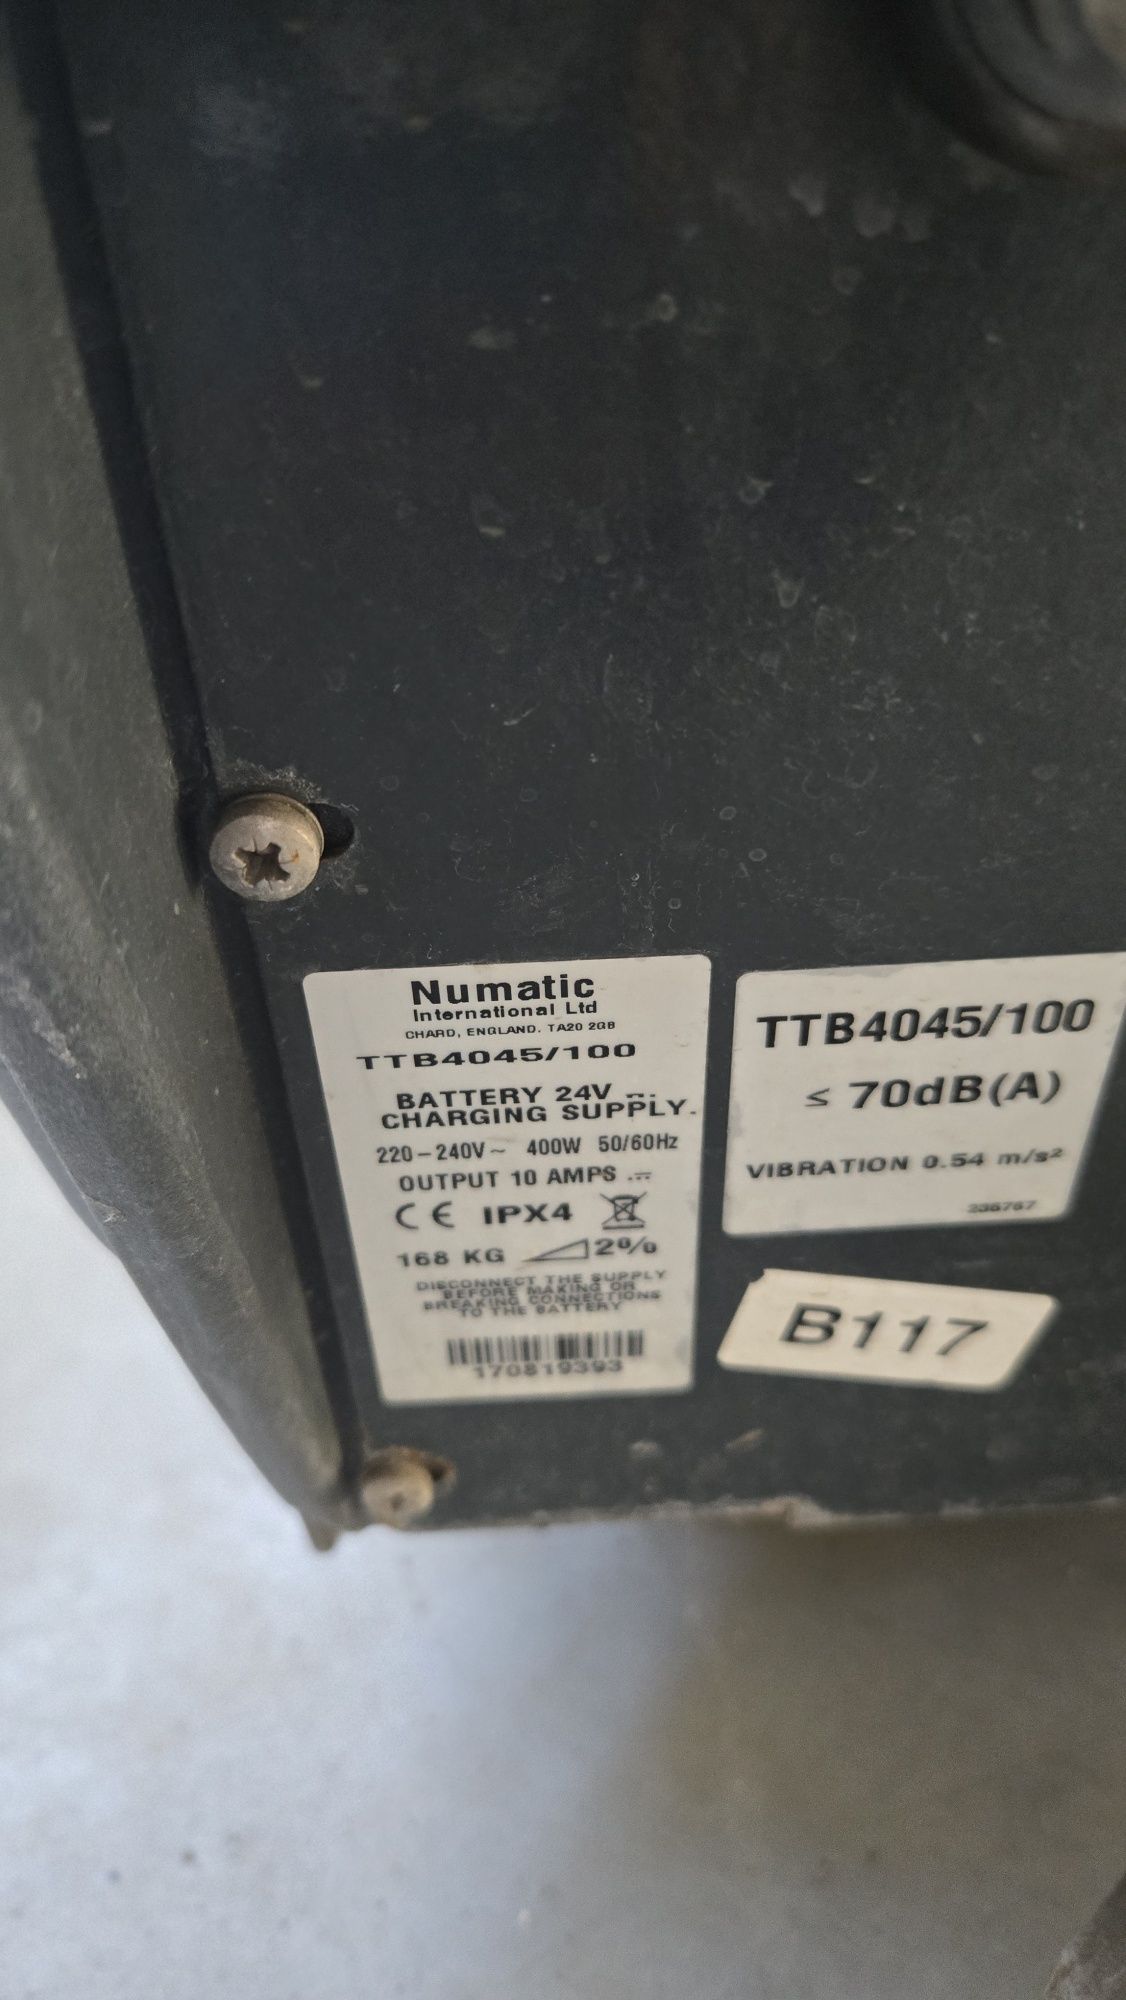 Numatic
International Ltd
CHARD, ENGLAND. TA20 2GB
TTB4045/100
BATTERY 24V
CHARGING SUPPLY.
220-240V~ 400W 50/60Hz
OUTPUT 10 AMPS
CE IPX4
168 KG 2%
DISCONNECT THE SUPPLY
BEFORE MAKING OR
BREAKING CONNECTIONS
TO THE BATTERY
170819393
TTB4045/100
≤ 70dB(A)
VIBRATION 0.54 m/s²
236767
B117